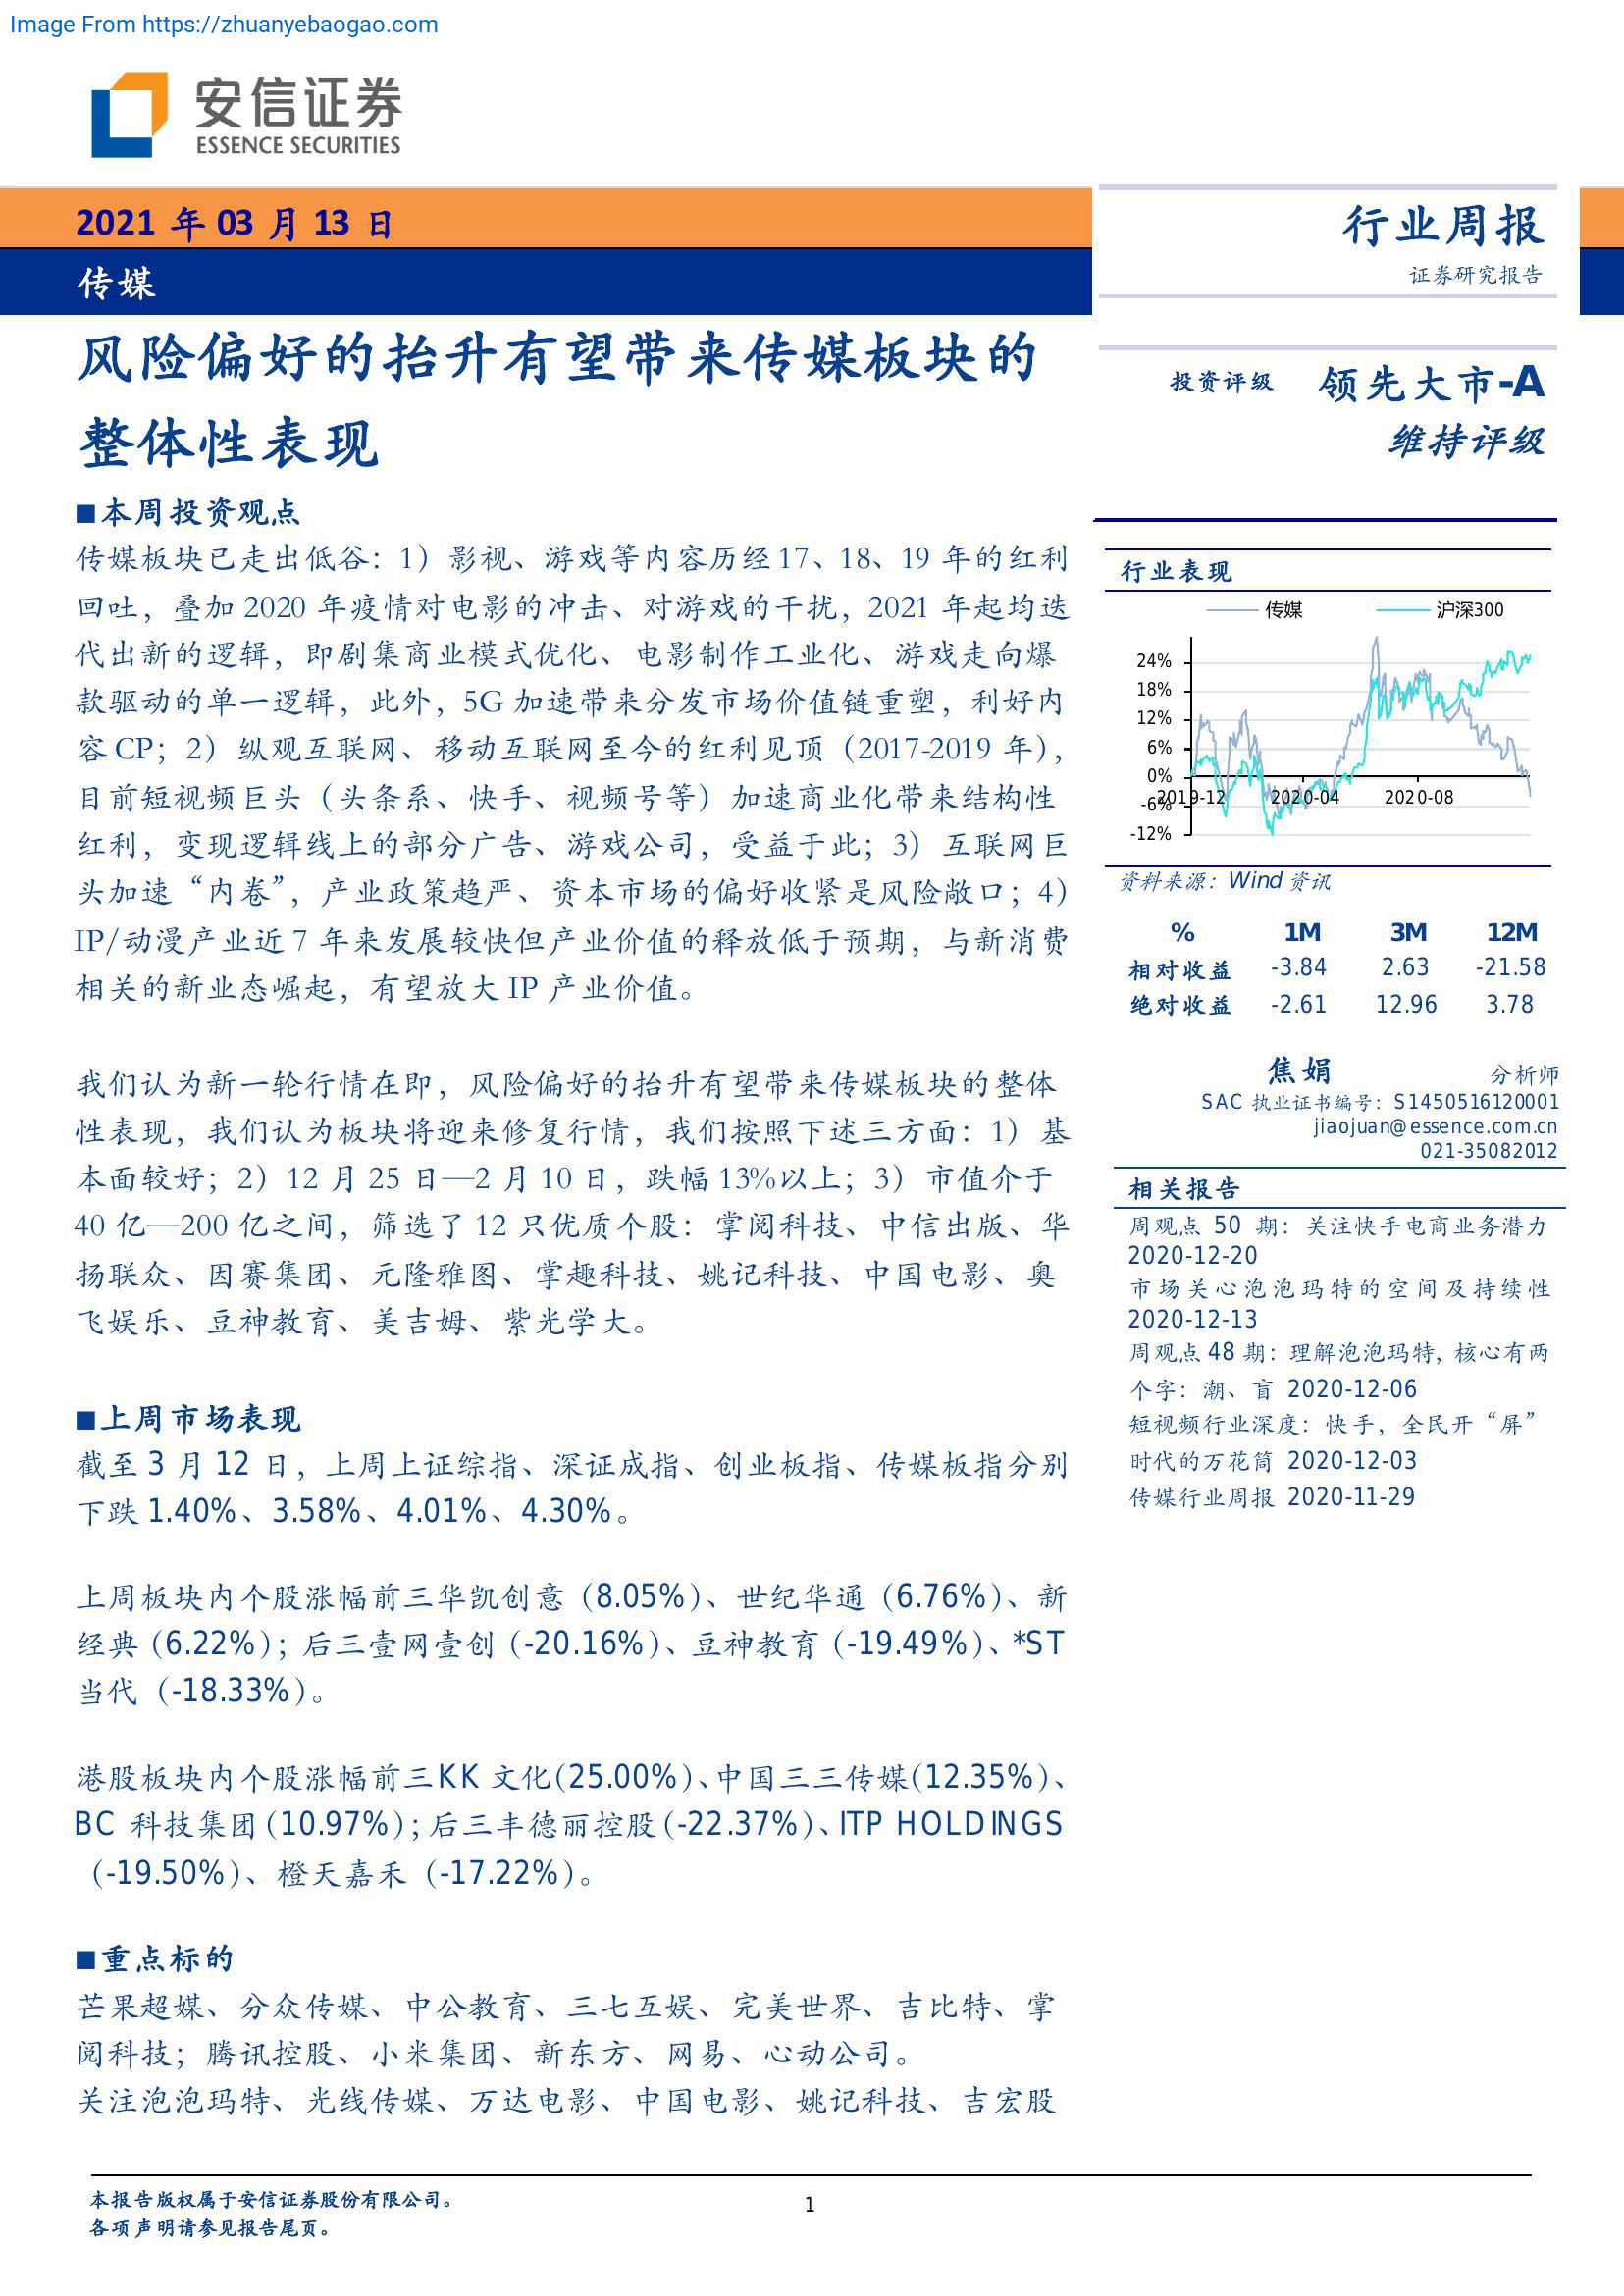 Image From https://zhuanyebaogao.com
安信证券
ESSENCE SECURITIES
2021 年 03 月 13 日
传媒
行业周报
证券研究报告
风险偏好的抬升有望带来传媒板块的
整体性表现
投资评级 领先大市-A
维持评级
■本周投资观点
传媒板块已走出低谷：1）影视、游戏等内容历经17、18、19 年的红利
回吐，叠加 2020 年疫情对电影的冲击、对游戏的干扰，2021 年起均迭
代出新的逻辑，即剧集商业模式优化、电影制作工业化、游戏走向爆
款驱动的单一逻辑，此外，5G 加速带来分发市场价值链重塑，利好内
容 CP；2）纵观互联网、移动互联网至今的红利见顶（2017-2019 年），
目前短视频巨头（头条系、快手、视频号等）加速商业化带来结构性
红利，变现逻辑线上的部分广告、游戏公司，受益于此；3）互联网巨
头加速“内卷”，产业政策趋严、资本市场的偏好收紧是风险敞口；4）
IP/动漫产业近 7 年来发展较快但产业价值的释放低于预期，与新消费
相关的新业态崛起，有望放大 IP 产业价值。
我们认为新一轮行情在即，风险偏好的抬升有望带来传媒板块的整体
性表现，我们认为板块将迎来修复行情，我们按照下述三方面：1）基
本面较好；2）12 月 25 日—2 月 10 日，跌幅 13%以上；3）市值介于
40 亿—200 亿之间，筛选了 12 只优质个股：掌阅科技、中信出版、华
扬联众、因赛集团、元隆雅图、掌趣科技、姚记科技、中国电影、奥
飞娱乐、豆神教育、美吉姆、紫光学大。
■上周市场表现
截至 3 月 12 日，上周上证综指、深证成指、创业板指、传媒板指分别
下跌 1.40%、3.58%、4.01%、4.30%。
上周板块内个股涨幅前三华凯创意（8.05%）、世纪华通（6.76%）、新
经典（6.22%）；后三壹网壹创（-20.16%）、豆神教育（-19.49%）、*ST
当代（-18.33%）。
港股板块内个股涨幅前三KK 文化(25.00%)、中国三三传媒(12.35%)、
BC 科技集团(10.97%)；后三丰德丽控股(-22.37%)、ITP HOLDINGS
（-19.50%）、橙天嘉禾（-17.22%）。
■重点标的
芒果超媒、分众传媒、中公教育、三七互娱、完美世界、吉比特、掌
阅科技；腾讯控股、小米集团、新东方、网易、心动公司。
关注泡泡玛特、光线传媒、万达电影、中国电影、姚记科技、吉宏股
行业表现
传媒 沪深300
24%
18%
12%
6%
0%
-6%
-12%
2019-12 2020-04 2020-08
资料来源：Wind 资讯
% 1M 3M 12M
相对收益 -3.84 2.63 -21.58
绝对收益 -2.61 12.96 3.78
焦娟 分析师
SAC 执业证书编号：S1450516120001
jiaojuan@essence.com.cn
021-35082012
相关报告
周观点 50 期：关注快手电商业务潜力
2020-12-20
市场关心泡泡玛特的空间及持续性
2020-12-13
周观点 48 期：理解泡泡玛特，核心有两
个字：潮、盲 2020-12-06
短视频行业深度：快手，全民开“屏”
时代的万花筒 2020-12-03
传媒行业周报 2020-11-29
本报告版权属于安信证券股份有限公司。
各项声明请参见报告尾页。
1